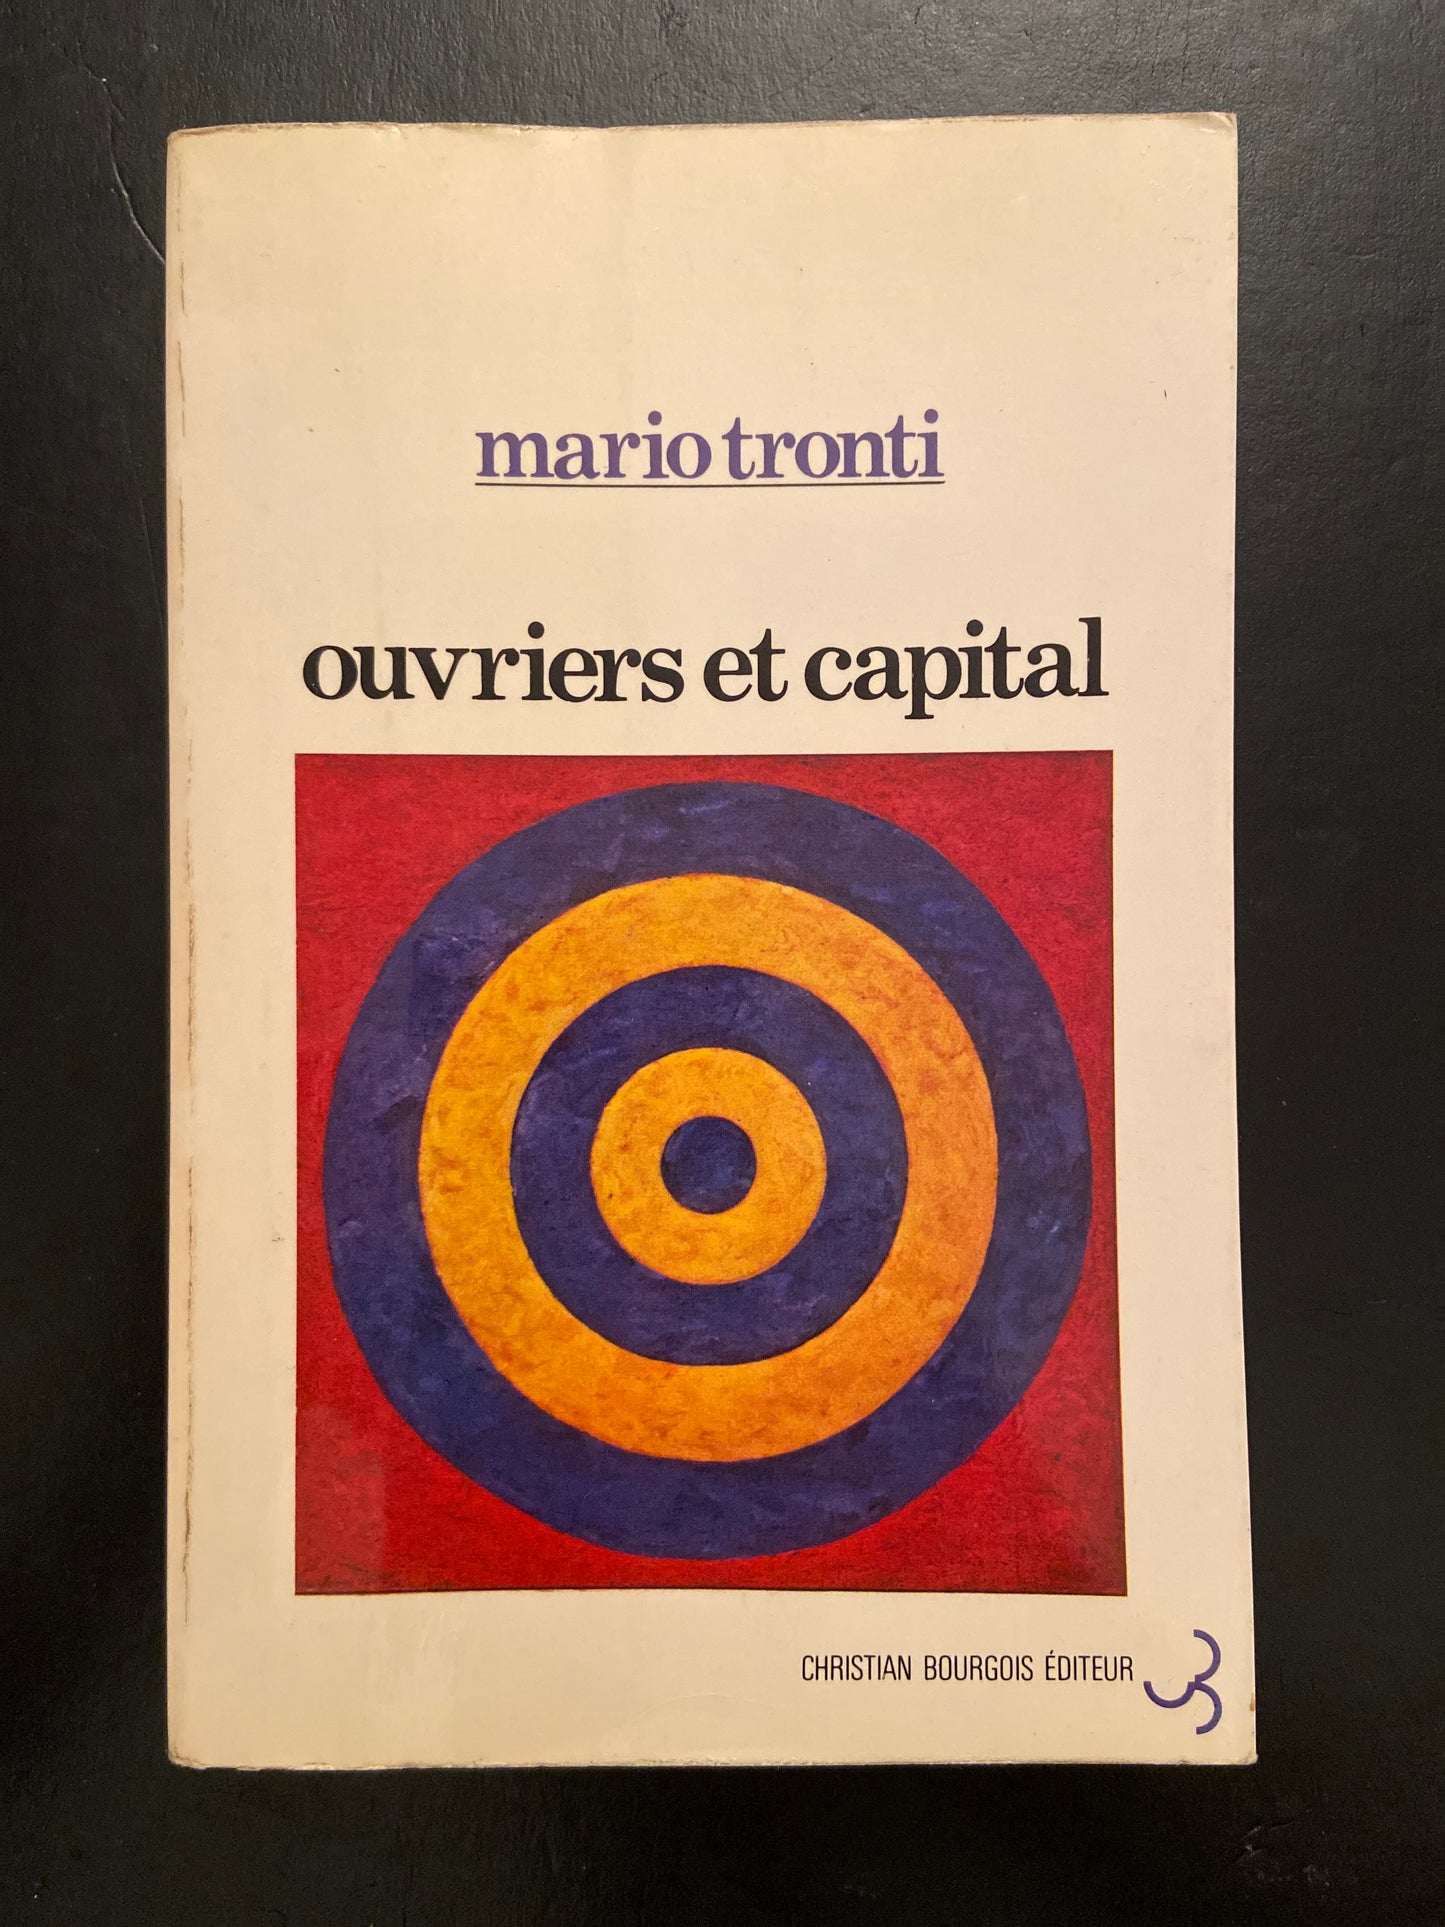 mario tronti
ouvriers et capital
CHRISTIAN BOURGOIS ÉDITEUR